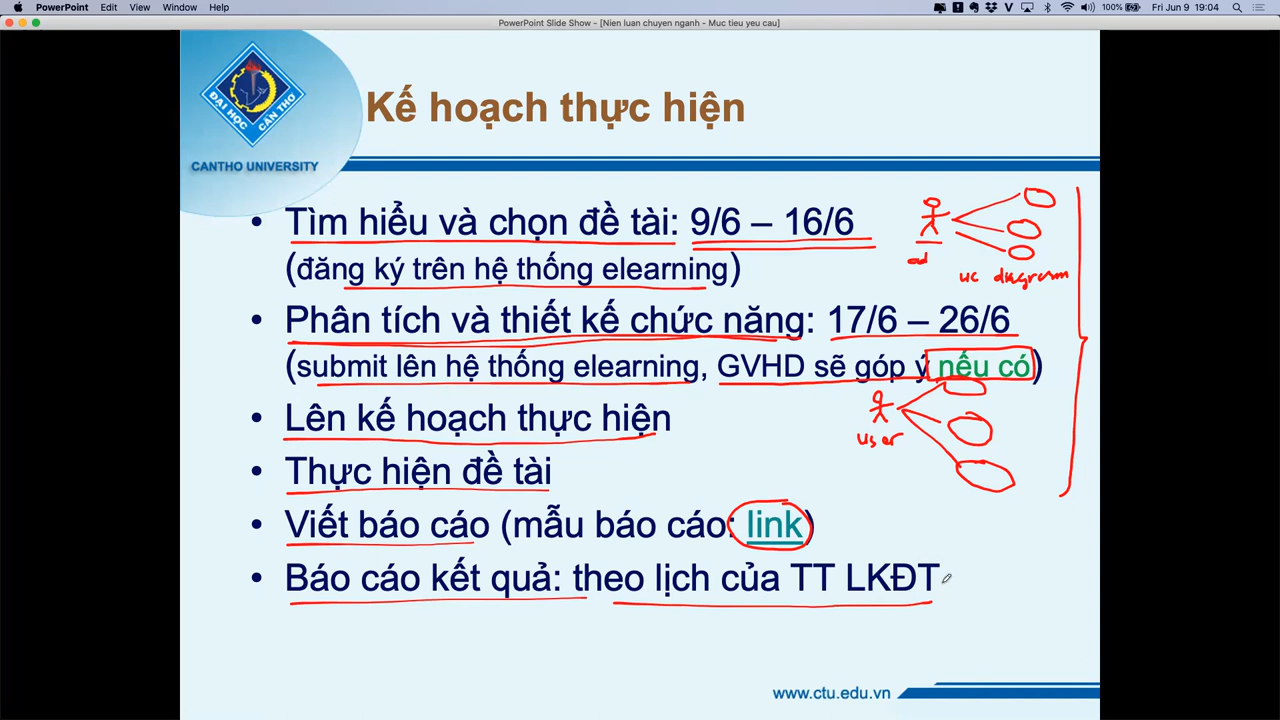 PowerPoint File Edit View Window Help 100% Fri Jun 9 19:04
PowerPoint Slide Show - [Nien luan chuyen nganh - Muc tieu yeu cau]
ĐẠI HỌC CẦN THƠ
CANTHO UNIVERSITY
Kế hoạch thực hiện
• Tìm hiểu và chọn đề tài: 9/6 – 16/6
(đăng ký trên hệ thống elearning)
ad
uc diagram
• Phân tích và thiết kế chức năng: 17/6 – 26/6
(submit lên hệ thống elearning, GVHD sẽ góp ý nếu có)
• Lên kế hoạch thực hiện
user
• Thực hiện đề tài
• Viết báo cáo (mẫu báo cáo: link)
• Báo cáo kết quả: theo lịch của TT LKĐT
www.ctu.edu.vn